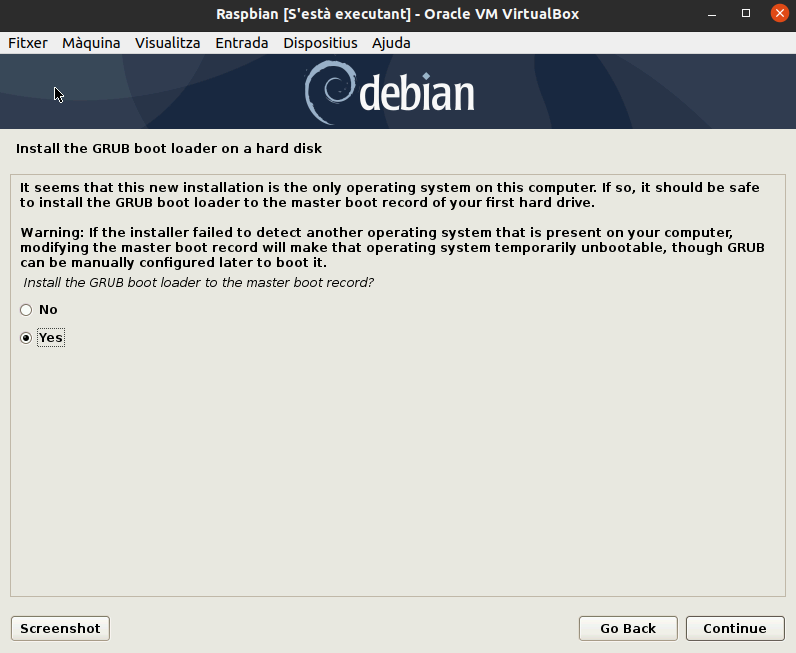 Raspbian [S'està executant] - Oracle VM VirtualBox
Fitxer Màquina Visualitza Entrada Dispositius Ajuda
debian
Install the GRUB boot loader on a hard disk
It seems that this new installation is the only operating system on this computer. If so, it should be safe
to install the GRUB boot loader to the master boot record of your first hard drive.
Warning: If the installer failed to detect another operating system that is present on your computer,
modifying the master boot record will make that operating system temporarily unbootable, though GRUB
can be manually configured later to boot it.
Install the GRUB boot loader to the master boot record?
No
Yes
Screenshot Go Back Continue